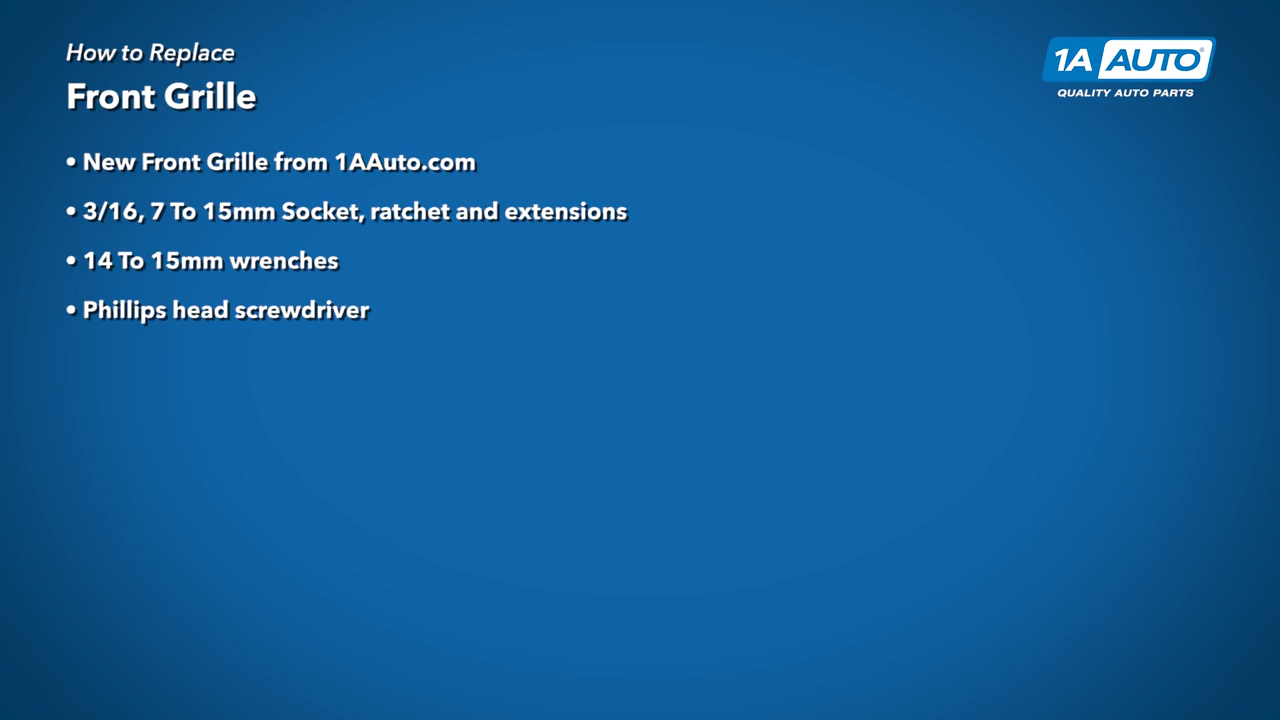 How to Replace
Front Grille
1A AUTO®
QUALITY AUTO PARTS
• New Front Grille from 1AAuto.com
• 3/16, 7 To 15mm Socket, ratchet and extensions
• 14 To 15mm wrenches
• Phillips head screwdriver